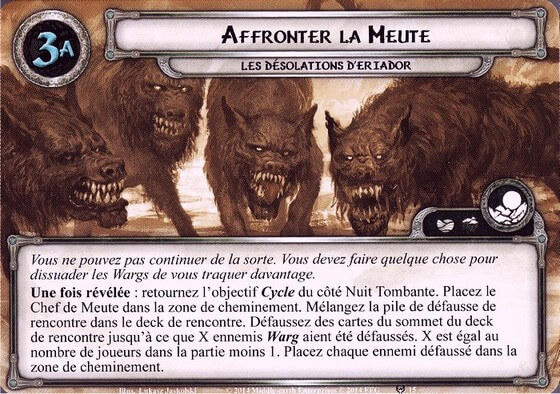 3A
AFFRONTER LA MEUTE
LES DÉSOLATIONS D'ERIADOR
Vous ne pouvez pas continuer de la sorte. Vous devez faire quelque chose pour
dissuader les Wargs de vous traquer davantage.
Une fois révélée : retournez l'objectif Cycle du côté Nuit Tombante. Placez le
Chef de Meute dans la zone de cheminement. Mélangez la pile de défausse de
rencontre dans le deck de rencontre. Défaussez des cartes du sommet du deck
de rencontre jusqu'à ce que X ennemis Warg aient été défaussés. X est égal au
nombre de joueurs dans la partie moins 1. Placez chaque ennemi défaussé dans la
zone de cheminement.